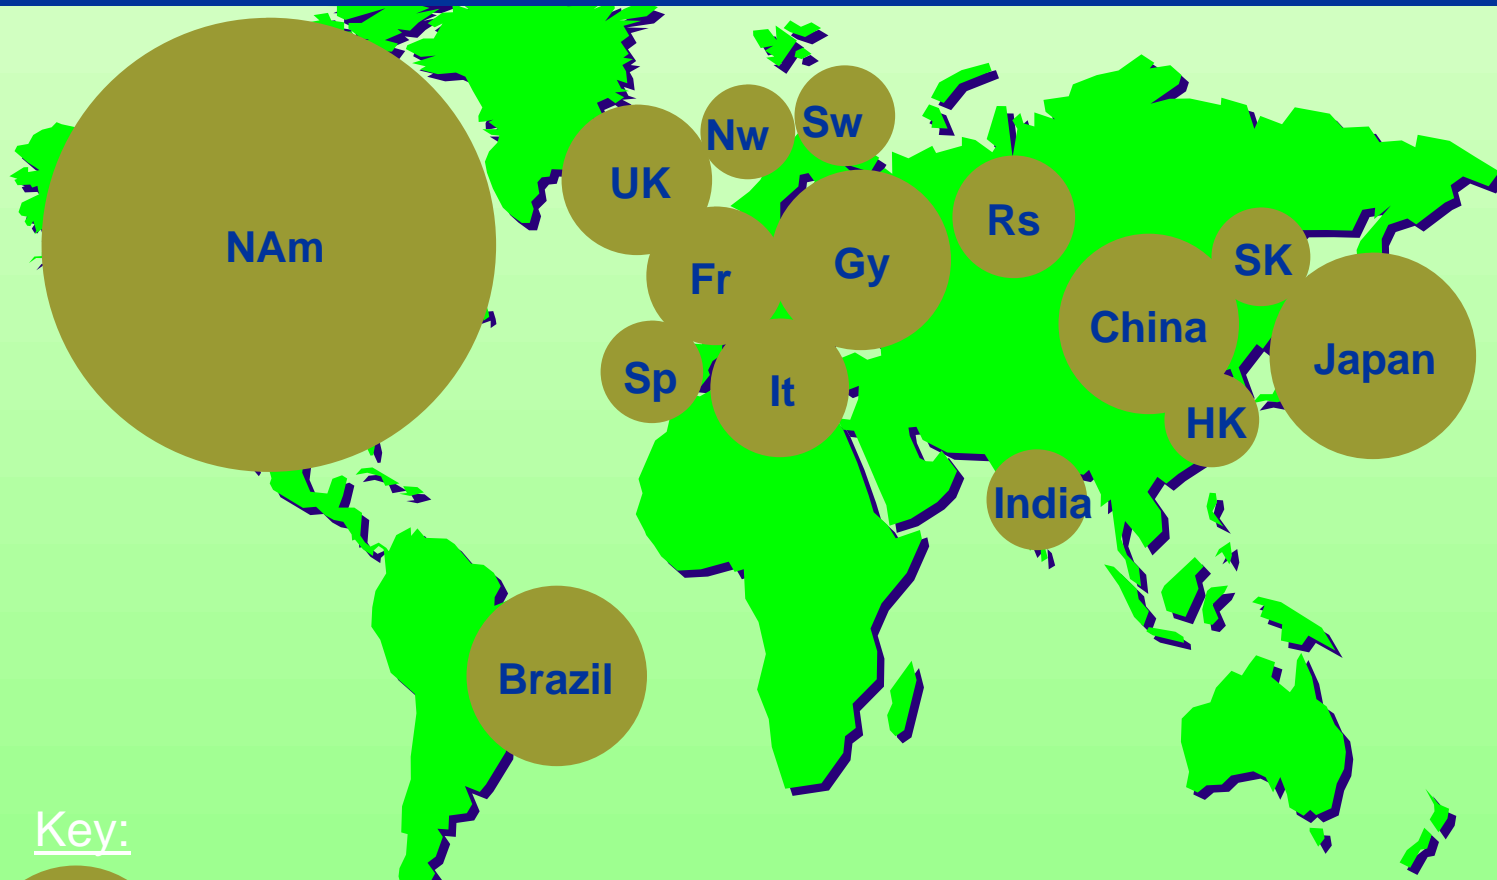 Nw
Sw
UK
Rs
NAm
Gy
SK
Fr
China
Japan
Sp
It
HK
India
Brazil
Key: